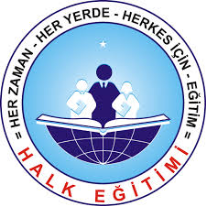 = HER ZAMAN - HER YERDE - HERKES İÇİN - EĞİTİM =
HALK EĞİTİMİ